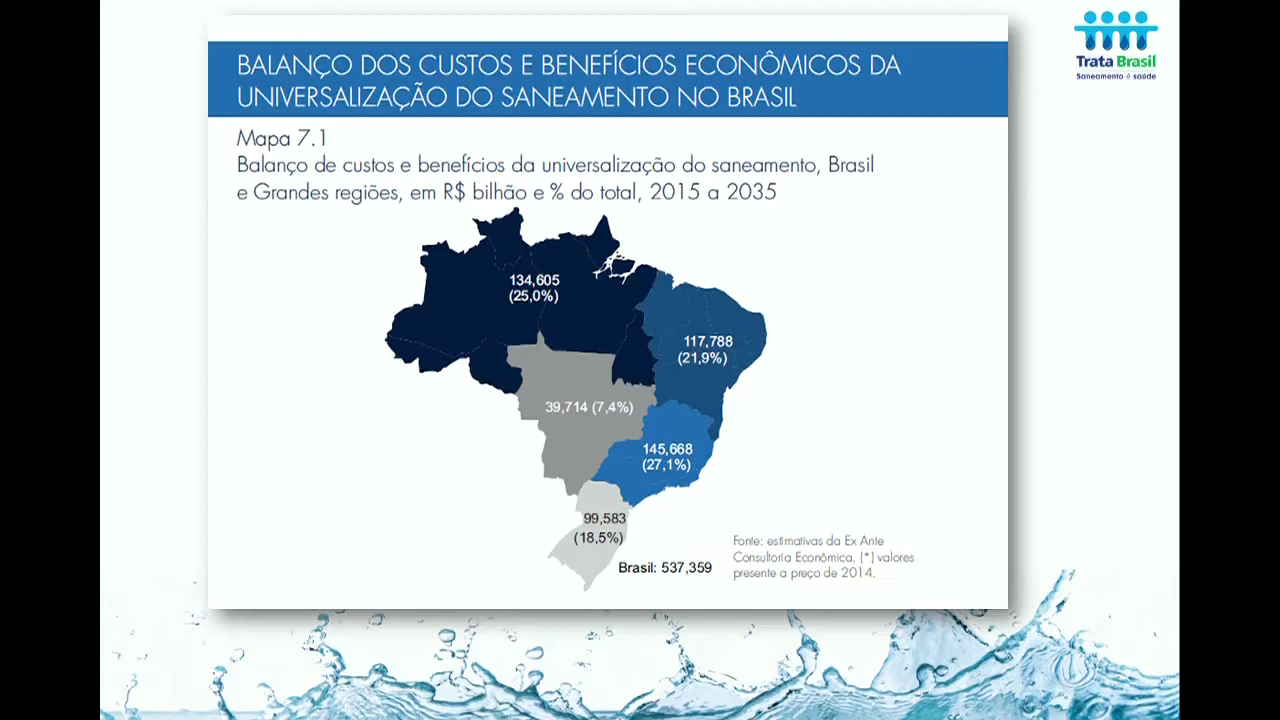 BALANÇO DOS CUSTOS E BENEFÍCIOS ECONÔMICOS DA
UNIVERSALIZAÇÃO DO SANEAMENTO NO BRASIL
Trata Brasil
Saneamento é saúde
Mapa 7.1
Balanço de custos e benefícios da universalização do saneamento, Brasil
e Grandes regiões, em R$ bilhão e % do total, 2015 a 2035
134,605
(25,0%)
117,788
(21,9%)
39,714 (7,4%)
145,668
(27,1%)
99,583
(18,5%)
Brasil: 537,359
Fonte: estimativas da Ex Ante
Consultoria Econômica. (*) valores
presente a preço de 2014.